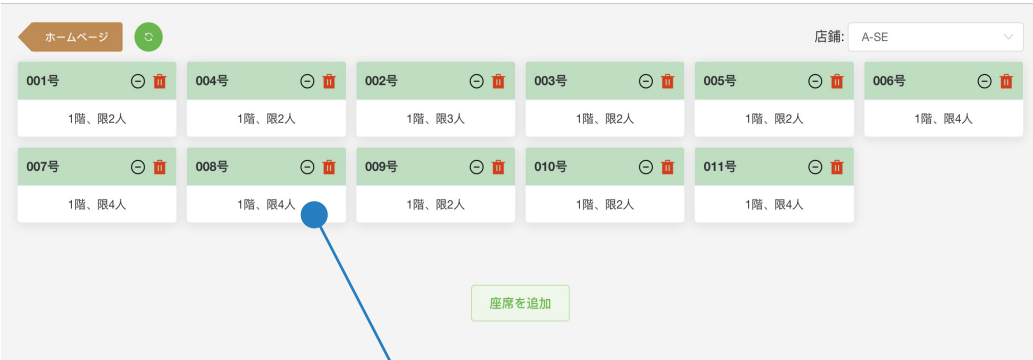 ホームページ
店鋪: A-SE
001号 004号 002号 003号 005号 006号
1階、限2人 1階、限2人 1階、限3人 1階、限2人 1階、限2人 1階、限4人
007号 008号 009号 010号 011号
1階、限4人 1階、限4人 1階、限2人 1階、限2人 1階、限4人
座席を追加